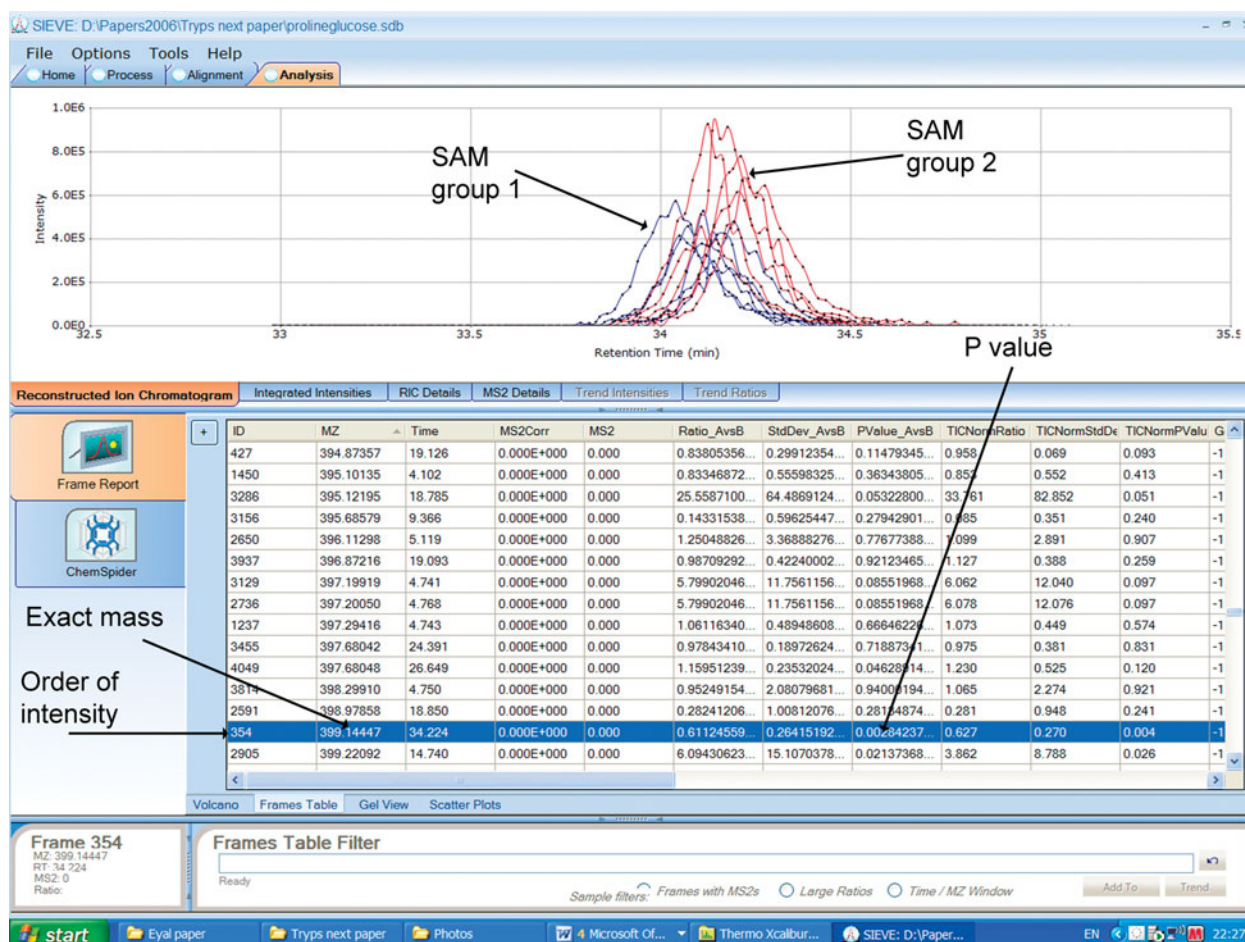 SIEVE: D:\Papers2006\Tryps next paper\prolineglucose.sdb
File Options Tools Help
Home Process Alignment Analysis
1.0E6
8.0E5
6.0E5
4.0E5
2.0E5
0.0E0
Intensity
SAM group 1
SAM group 2
32.5 33 33.5 34 34.5 35 35.5
Retention Time (min)
P value
Reconstructed Ion Chromatogram Integrated Intensities RIC Details MS2 Details Trend Intensities Trend Ratios
Frame Report
ChemSpider
Exact mass
Order of intensity
+
ID MZ Time MS2Corr MS2 Ratio_AvsB StdDev_AvsB PValue_AvsB TICNormRatio TICNormStdDe TICNormPValu G
427 394.87357 19.126 0.000E+000 0.000 0.83805356... 0.29912354... 0.11479345... 0.958 0.069 0.093 -1
1450 395.10135 4.102 0.000E+000 0.000 0.83346872... 0.55598325... 0.36343805... 0.552 0.413 -1
3286 395.12195 18.785 0.000E+000 0.000 25.5587100... 64.4869124... 0.05322800... 82.852 0.051 -1
3156 395.68579 9.366 0.000E+000 0.000 0.14331538... 0.59625447... 0.27942901... 0.351 0.240 -1
2650 396.11298 5.119 0.000E+000 0.000 1.25048826... 3.36888276... 0.77677388... 2.891 0.907 -1
3937 396.87216 19.093 0.000E+000 0.000 0.98709292... 0.42240002... 0.92123465... 1.127 0.388 0.259 -1
3129 397.19919 4.741 0.000E+000 0.000 5.79902046... 11.7561156... 0.08551968... 6.062 12.040 0.097 -1
2736 397.20050 4.768 0.000E+000 0.000 5.79902046... 11.7561156... 0.08551968... 6.078 12.076 0.097 -1
1237 397.29416 4.743 0.000E+000 0.000 1.06116340... 0.48948608... 1.073 0.449 0.574 -1
3455 397.68042 24.391 0.000E+000 0.000 0.97843410... 0.18972624... 0.975 0.381 0.831 -1
4049 397.68048 26.649 0.000E+000 0.000 1.15951239... 0.23532024... 1.230 0.525 0.120 -1
3814 398.29910 4.750 0.000E+000 0.000 0.95249154... 2.08079681... 1.065 2.274 0.921 -1
2591 398.97858 18.850 0.000E+000 0.000 0.28241206... 1.00812076... 0.281 0.948 0.241 -1
354 399.14447 34.224 0.000E+000 0.000 0.61124559... 0.26415192... 0.00284237... 0.627 0.270 0.004 -1
2905 399.22092 14.740 0.000E+000 0.000 6.09430623... 15.1070378... 0.02137368... 3.862 8.788 0.026 -1
Volcano Frames Table Gel View Scatter Plots
Frame 354
MZ: 399.14447
RT: 34.224
MS2: 0
Ratio:
Frames Table Filter
Ready
Sample filters: Frames with MS2s Large Ratios Time / MZ Window
Add To Trend
start Eyal paper Tryps next paper Photos 4 Microsoft Of... Thermo Xcalibur... SIEVE: D:\Paper... EN 22:27